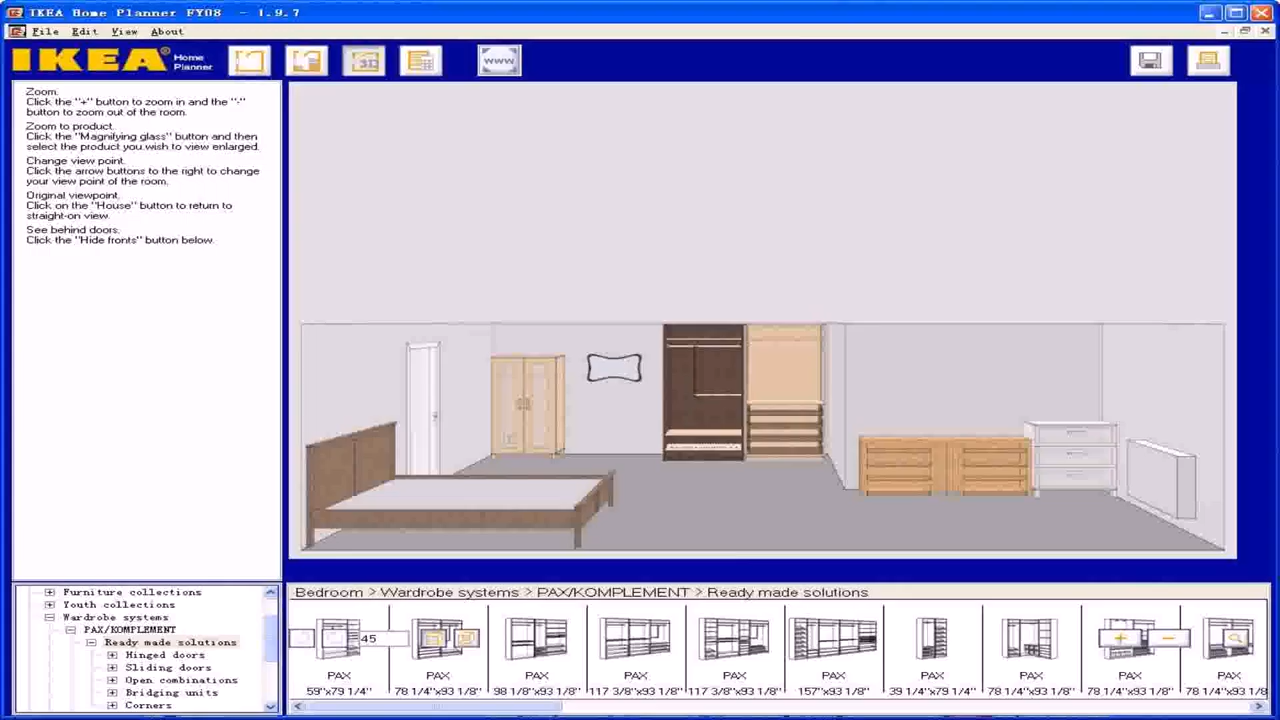 IKEA Home Planner FY08 - 1.9.7
File Edit View About
IKEA® Home Planner
3D
WWW
Zoom.
Click the "+" button to zoom in and the "-"
button to zoom out of the room.
Zoom to product.
Click the "Magnifying glass" button and then
select the product you wish to view enlarged.
Change view point.
Click the arrow buttons to the right to change
your view point of the room.
Original viewpoint.
Click on the "House" button to return to
straight-on view.
See behind doors.
Click the "Hide fronts" button below.
Furniture collections
Youth collections
Wardrobe systems
PAX/KOMPLEMENT
Ready made solutions
Hinged doors
Sliding doors
Open combinations
Bridging units
Corners
Bedroom > Wardrobe systems > PAX/KOMPLEMENT > Ready made solutions
45
PAX PAX PAX PAX PAX PAX PAX PAX PAX PAX
59"x79 1/4" 78 1/4"x93 1/8" 98 1/8"x93 1/8" 117 3/8"x93 1/8" 117 3/8"x93 1/8" 157"x93 1/8" 39 1/4"x79 1/4" 78 1/4"x93 1/8" 78 1/4"x93 1/8" 78 1/4"x93 1/8